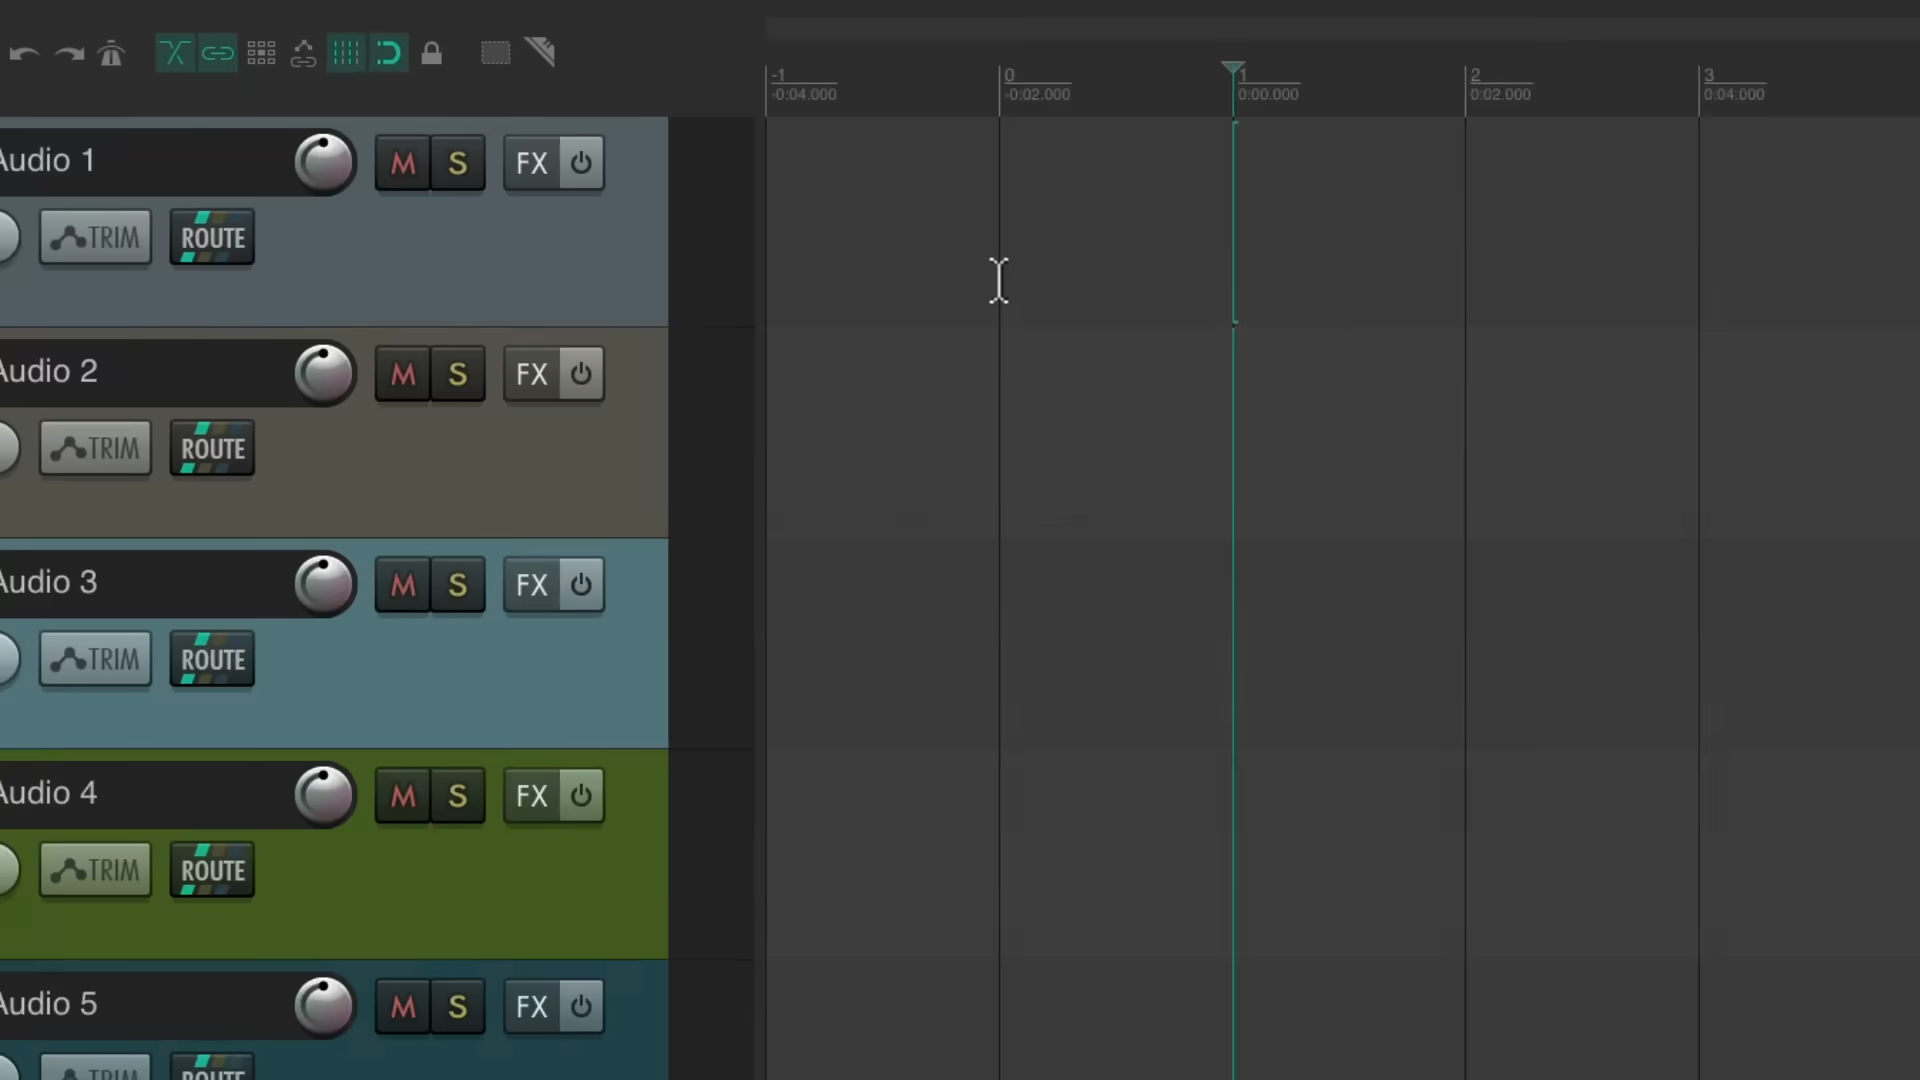 -1 0 1 2 3
-0:04.000 -0:02.000 0:00.000 0:02.000 0:04.000
Audio 1 M S FX
TRIM ROUTE
Audio 2 M S FX
TRIM ROUTE
Audio 3 M S FX
TRIM ROUTE
Audio 4 M S FX
TRIM ROUTE
Audio 5 M S FX
TRIM ROUTE